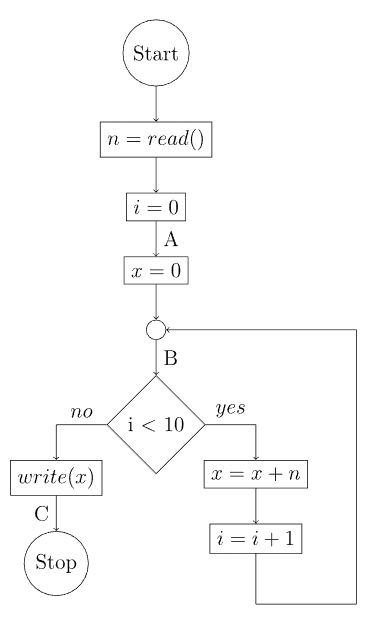 Start
n = read()
i = 0
A
x = 0
B
no
yes
i < 10
write(x)
x = x + n
C
i = i + 1
Stop